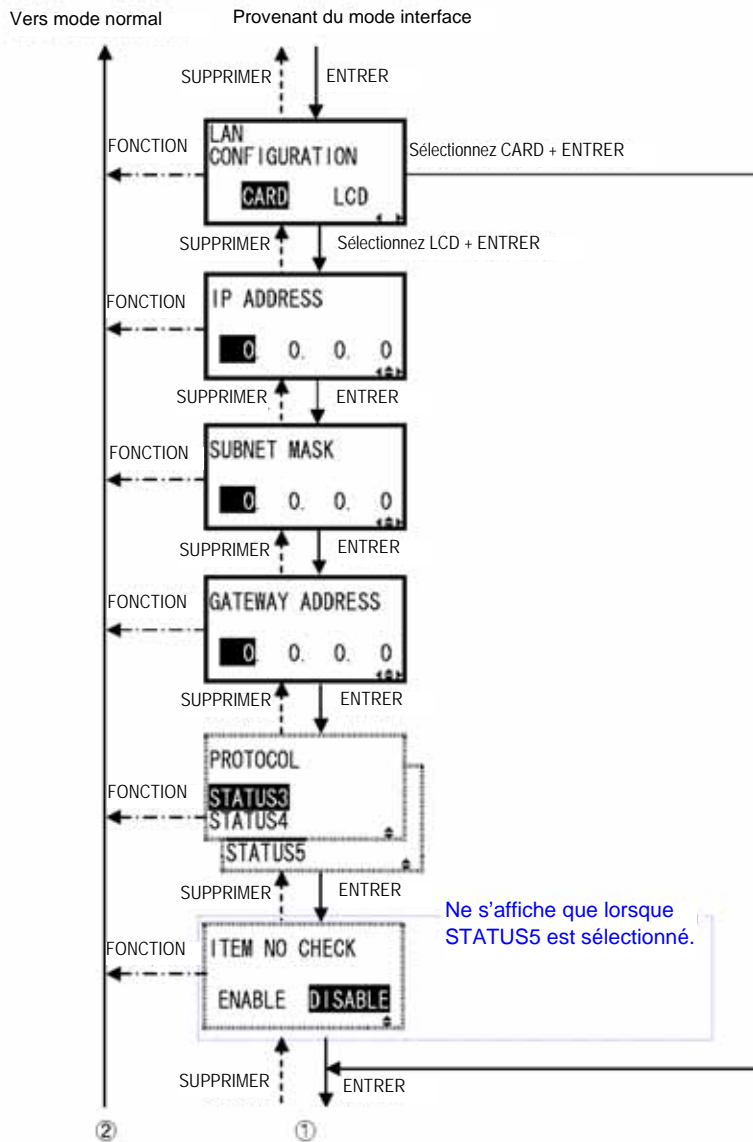 Vers mode normal
Provenant du mode interface
SUPPRIMER
ENTRER
FONCTION
LAN
CONFIGURATION
CARD LCD
Sélectionnez CARD + ENTRER
SUPPRIMER
Sélectionnez LCD + ENTRER
FONCTION
IP ADDRESS
0. 0. 0. 0
SUPPRIMER
ENTRER
FONCTION
SUBNET MASK
0. 0. 0. 0
SUPPRIMER
ENTRER
FONCTION
GATEWAY ADDRESS
0. 0. 0. 0
SUPPRIMER
ENTRER
PROTOCOL
FONCTION
STATUS3
STATUS4
STATUS5
SUPPRIMER
ENTRER
Ne s’affiche que lorsque
STATUS5 est sélectionné.
FONCTION
ITEM NO CHECK
ENABLE DISABLE
SUPPRIMER
ENTRER
② ①